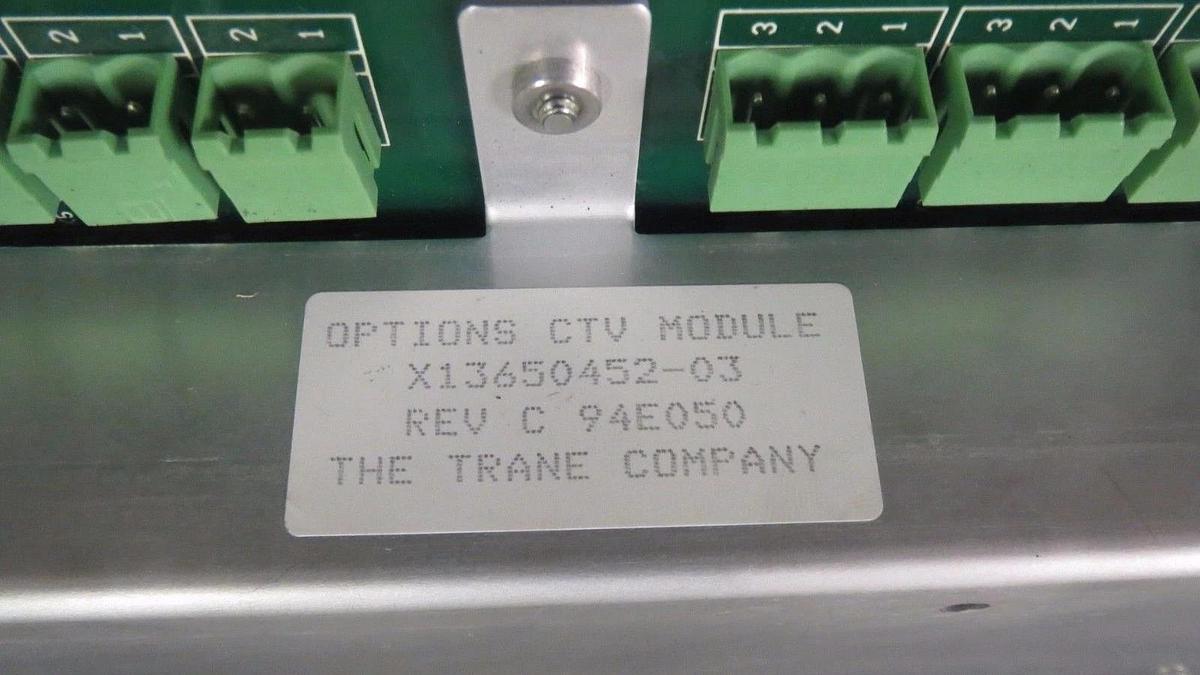 2 1
2 1
3 2 1
3 2 1
OPTIONS CTV MODULE
X13650452-03
REV C 94E050
THE TRANE COMPANY